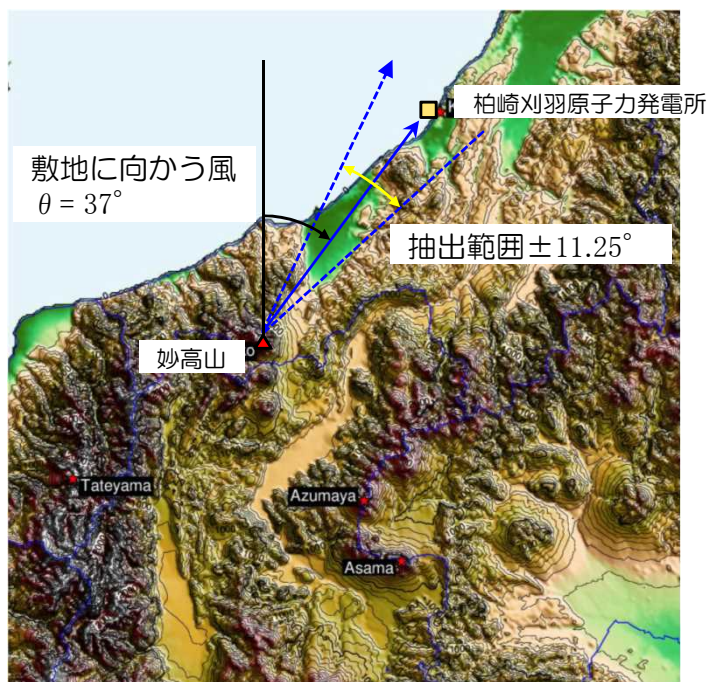 柏崎刈羽原子力発電所
敷地に向かう風
θ = 37°
抽出範囲±11.25°
妙高山
Tateyama
Azumaya
Asama